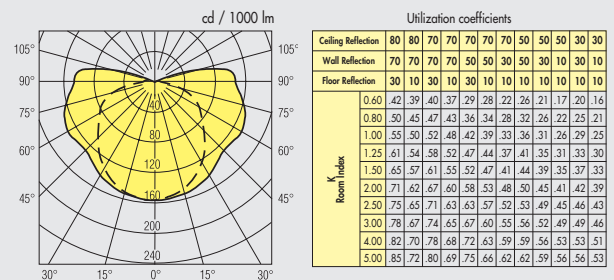 cd / 1000 lm
105° 105°
90° 90°
75° 75°
60° 60°
45° 45°
40
80
120
160
200
240
30° 15° 0° 15° 30°
Utilization coefficients
Ceiling Reflection 80 80 70 70 70 70 50 50 50 30 30
Wall Reflection 70 70 70 70 50 50 30 50 30 30 10
Floor Reflection 30 10 30 10 30 10 10 10 10 10 10
K
Room Index
0.60 .42 .39 .40 .37 .29 .28 .22 .26 .21 .17 .20 .16
0.80 .50 .45 .47 .43 .36 .34 .28 .32 .26 .22 .25 .21
1.00 .55 .50 .52 .48 .42 .39 .33 .36 .31 .26 .29 .25
1.25 .61 .54 .58 .52 .47 .44 .37 .41 .35 .31 .33 .30
1.50 .65 .57 .61 .55 .52 .47 .41 .44 .39 .35 .37 .33
2.00 .71 .62 .67 .60 .58 .53 .48 .50 .45 .41 .42 .39
2.50 .75 .65 .71 .63 .63 .57 .52 .53 .49 .45 .46 .43
3.00 .78 .67 .74 .65 .67 .60 .55 .56 .52 .49 .49 .46
4.00 .82 .70 .78 .68 .72 .63 .59 .59 .56 .53 .53 .51
5.00 .85 .72 .80 .69 .75 .66 .62 .62 .59 .56 .56 .53